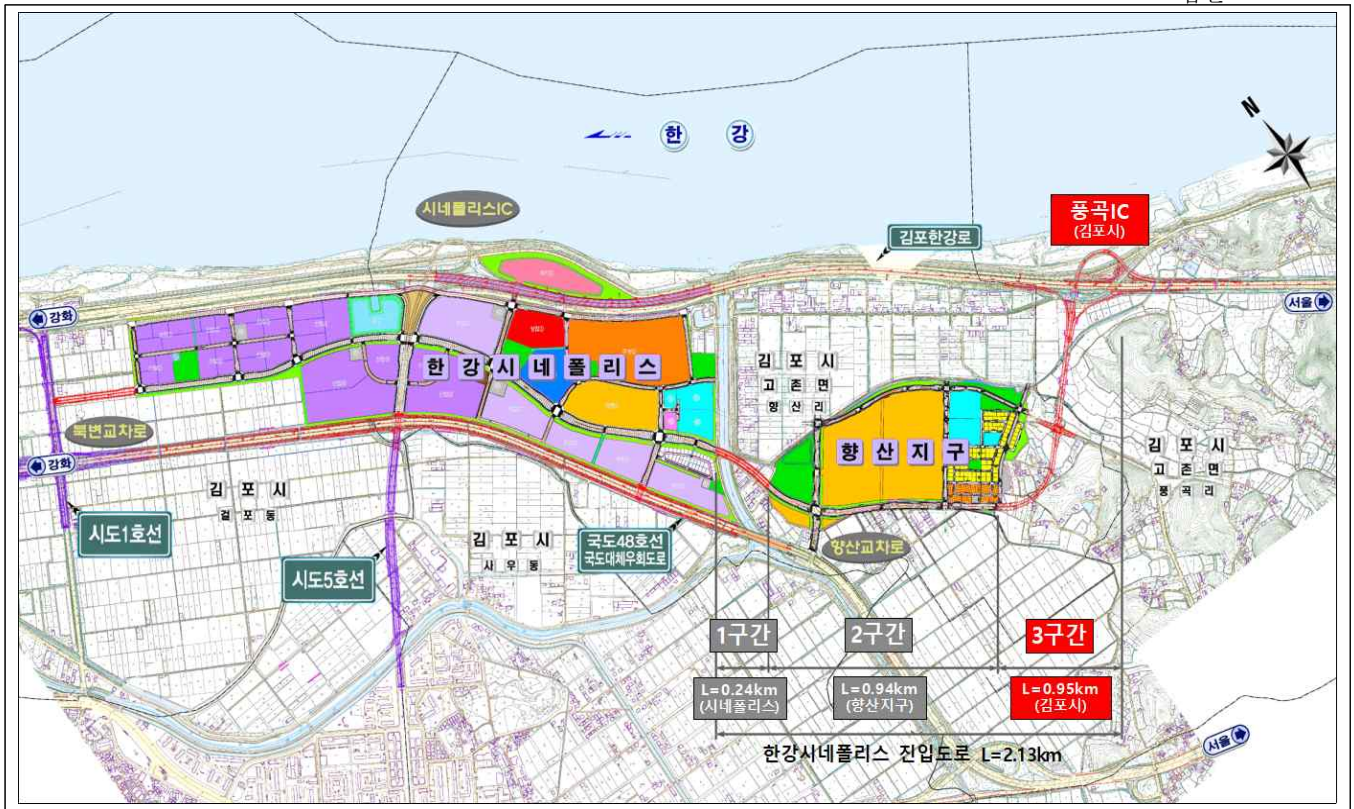 한 강
N
시네폴리스IC
풍곡IC
(김포시)
김포한강로
강화
서울
한강시네폴리스
김포시
고촌면
향산리
북변교차로
강화
향산지구
김포시
고촌면
풍곡리
김포시
걸포동
시도1호선
김포시
사우동
국도48호선
국도대체우회도로
향산교차로
시도5호선
1구간
2구간
3구간
L=0.24km
(시네폴리스)
L=0.94km
(향산지구)
L=0.95km
(김포시)
서울
한강시네폴리스 진입도로 L=2.13km